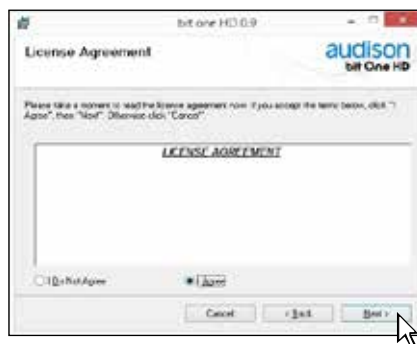 bit one HD 0.9
License Agreement
audison
bit One HD
Please take a moment to read the license agreement now. If you accept the terms below, click "I
Agree", then "Next". Otherwise click "Cancel".
LICENSE AGREEMENT
I Do Not Agree
I Agree
Cancel
< Back
Next >